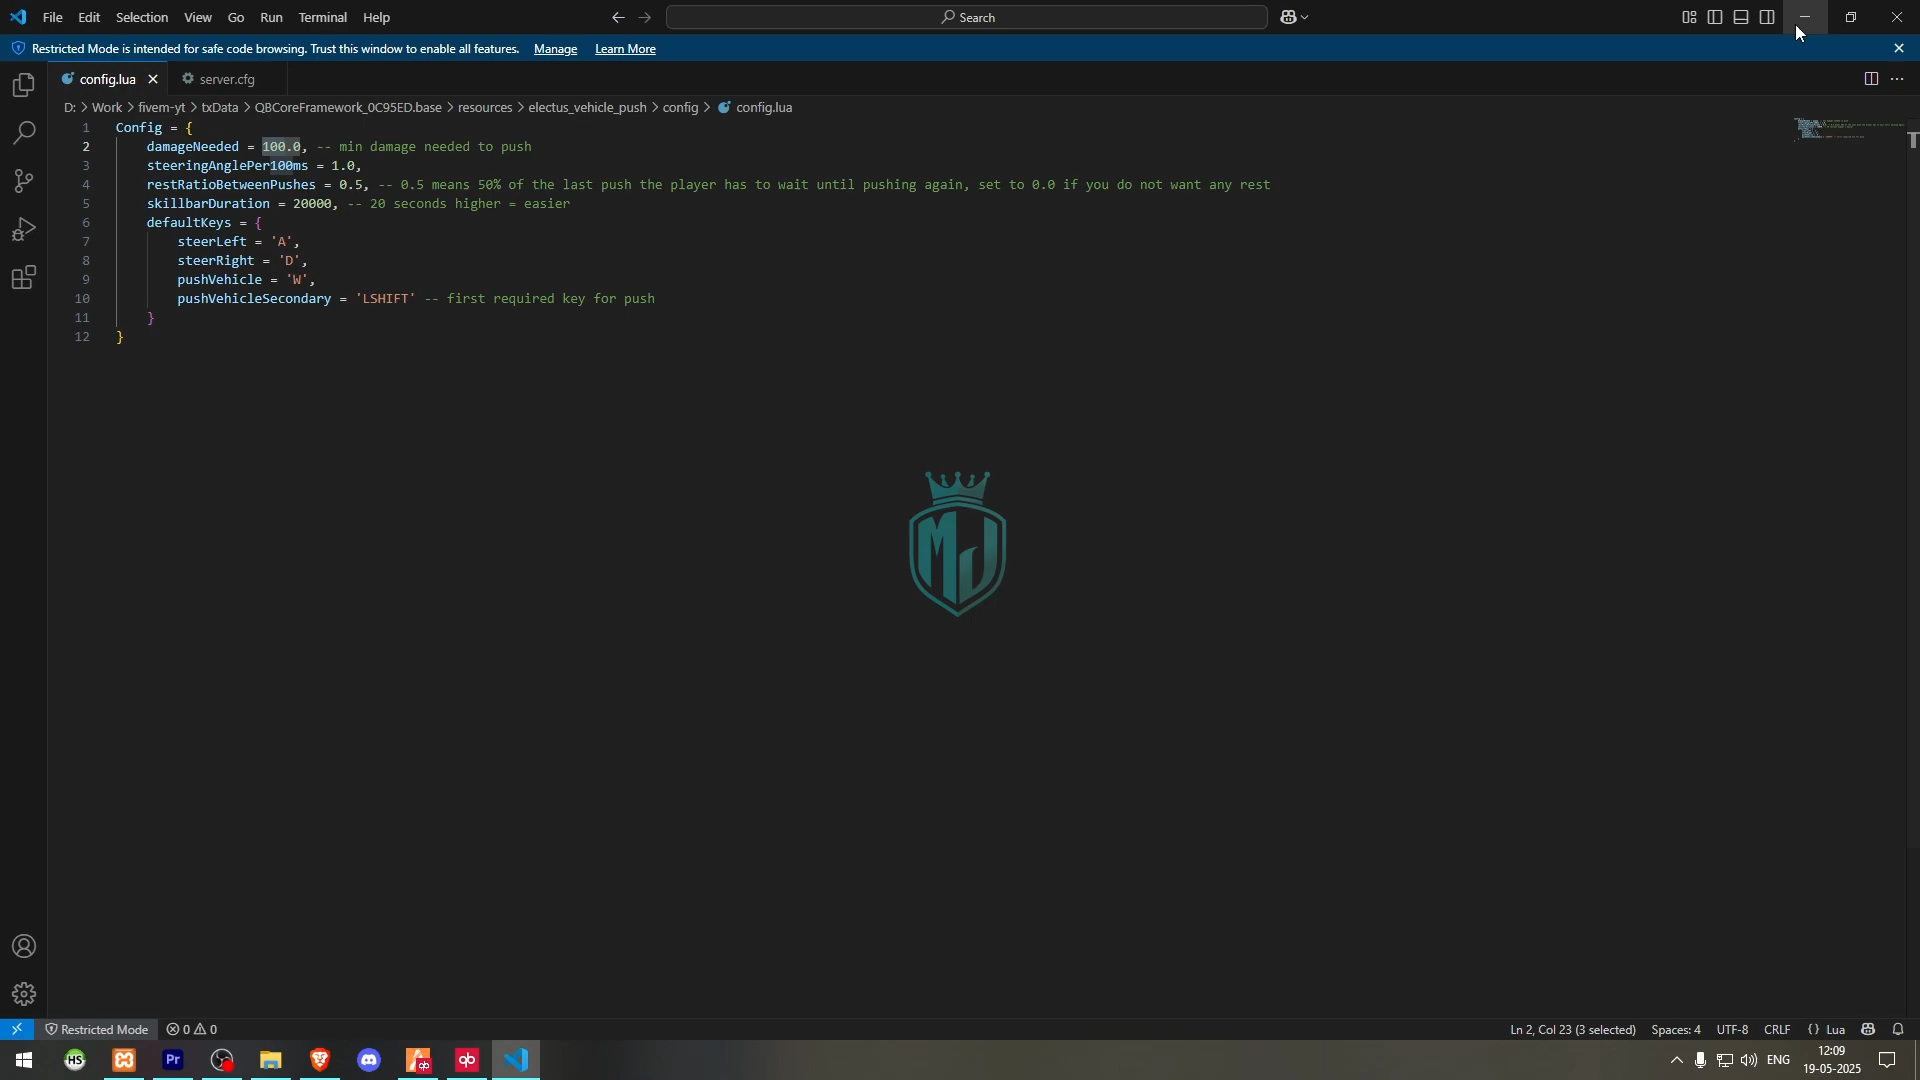 File Edit Selection View Go Run Terminal Help
Search
Restricted Mode is intended for safe code browsing. Trust this window to enable all features. Manage Learn More
config.lua server.cfg
D: > Work > fivem-yt > txData > QBCoreFramework_0C95ED.base > resources > electus_vehicle_push > config > config.lua
1 Config = {
2 damageNeeded = 100.0, -- min damage needed to push
3 steeringAnglePer100ms = 1.0,
4 restRatioBetweenPushes = 0.5, -- 0.5 means 50% of the last push the player has to wait until pushing again, set to 0.0 if you do not want any rest
5 skillbarDuration = 20000, -- 20 seconds higher = easier
6 defaultKeys = {
7 steerLeft = 'A',
8 steerRight = 'D',
9 pushVehicle = 'W',
10 pushVehicleSecondary = 'LSHIFT' -- first required key for push
11 }
12 }
MJ
Restricted Mode 0 0
Ln 2, Col 23 (3 selected) Spaces: 4 UTF-8 CRLF {} Lua
HS Pr qb qb
ENG
12:09
19-05-2025